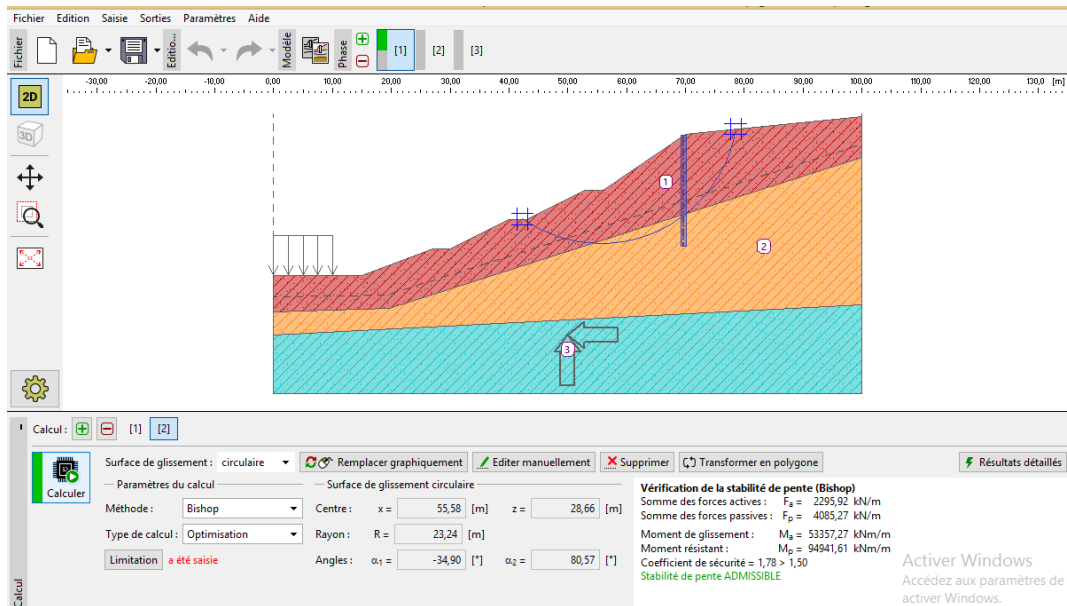 Fichier Edition Saisie Sorties Paramètres Aide
Fichier
Editio...
Modèle
Phase
[1] [2] [3]
-30,00 -20,00 -10,00 0,00 10,00 20,00 30,00 40,00 50,00 60,00 70,00 80,00 90,00 100,00 110,00 120,00 130,0 [m]
2D
3D
1
2
3
Calcul : [1] [2]
Calculer
Surface de glissement : circulaire Remplacer graphiquement Editer manuellement Supprimer Transformer en polygone Résultats détaillés
Paramètres du calcul
Méthode : Bishop
Type de calcul : Optimisation
Limitation a été saisie
Surface de glissement circulaire
Centre : x = 55,58 [m] z = 28,66 [m]
Rayon : R = 23,24 [m]
Angles : α1 = -34,90 [°] α2 = 80,57 [°]
Vérification de la stabilité de pente (Bishop)
Somme des forces actives : Fa = 2295,92 kN/m
Somme des forces passives : Fp = 4085,27 kN/m
Moment de glissement : Ma = 53357,27 kNm/m
Moment résistant : Mp = 94941,61 kNm/m
Coefficient de sécurité = 1,78 > 1,50
Stabilité de pente ADMISSIBLE
Activer Windows
Accédez aux paramètres de
activer Windows.
Calcul